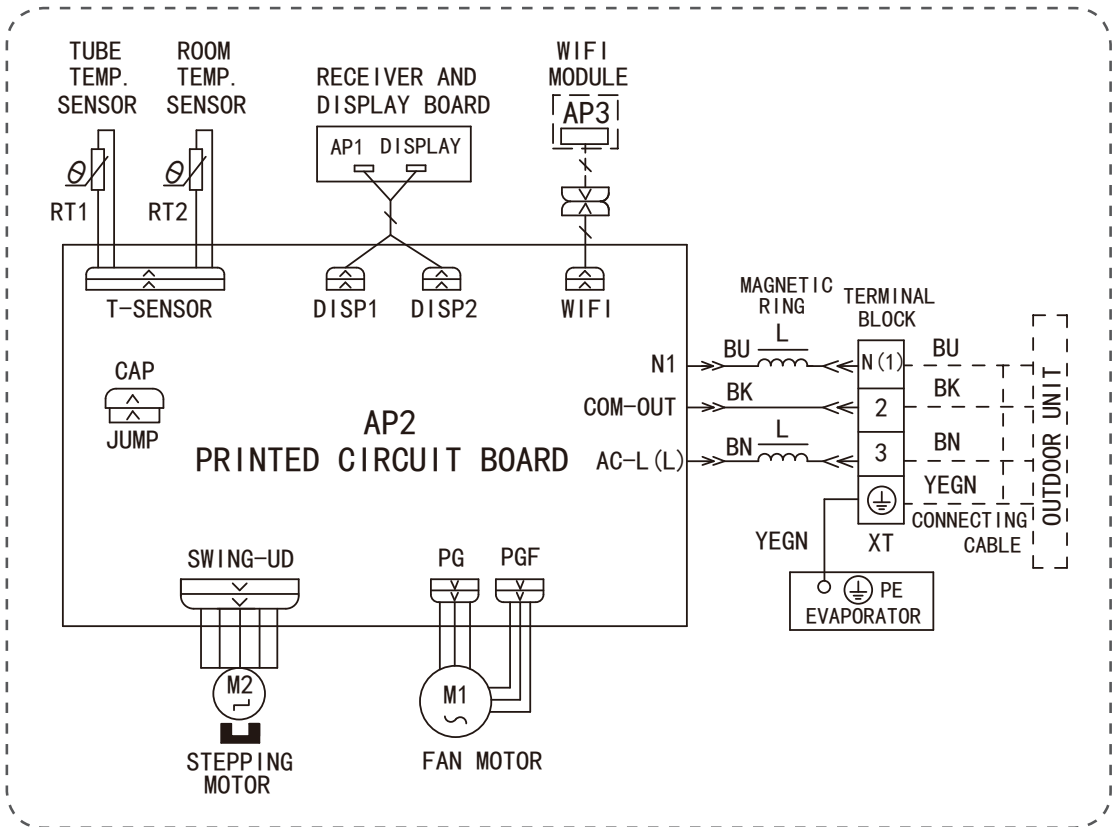 TUBE
TEMP.
SENSOR
ROOM
TEMP.
SENSOR
RECEIVER AND
DISPLAY BOARD
WIFI
MODULE
AP1 DISPLAY
AP3
θ
RT1
θ
RT2
T-SENSOR
DISP1
DISP2
WIFI
MAGNETIC
RING
TERMINAL
BLOCK
CAP
JUMP
AP2
PRINTED CIRCUIT BOARD
N1
BU
L
N(1)
BU
COM-OUT
BK
2
BK
AC-L(L)
BN
L
3
BN
YEGN
OUTDOOR UNIT
CONNECTING
CABLE
XT
YEGN
PE
EVAPORATOR
SWING-UD
PG
PGF
M2
M1
STEPPING
MOTOR
FAN MOTOR